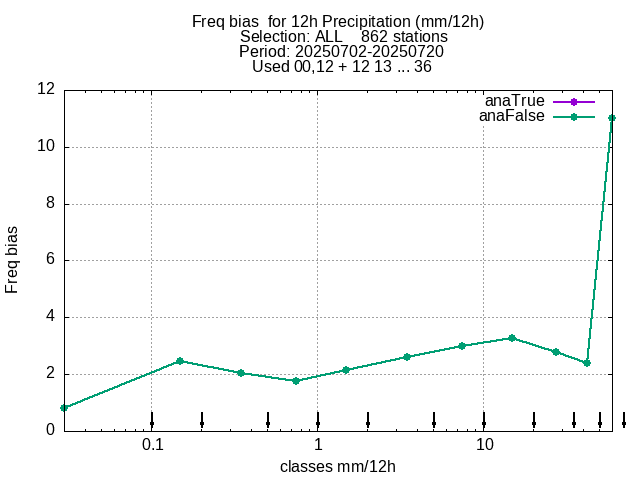 Freq bias  for 12h Precipitation (mm/12h)
Selection: ALL    862 stations
Period: 20250702-20250720
Used 00,12 + 12 13 ... 36
anaTrue
anaFalse
12
10
8
6
4
2
0
Freq bias
0.1 1 10
classes mm/12h